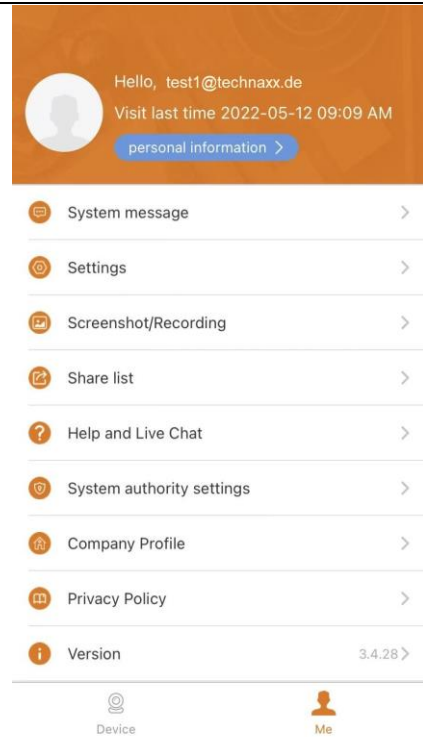 Hello, test1@technaxx.de
Visit last time 2022-05-12 09:09 AM
personal information >
System message
Settings
Screenshot/Recording
Share list
Help and Live Chat
System authority settings
Company Profile
Privacy Policy
Version 3.4.28
Device Me